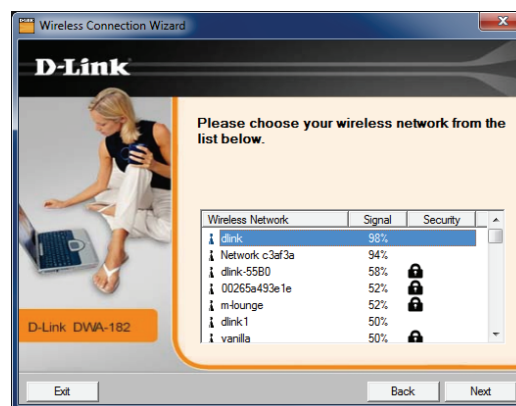 Wireless Connection Wizard
D-Link
Please choose your wireless network from the
list below.
Wireless Network Signal Security
dlink 98%
Network c3af3a 94%
dlink-55B0 58%
00265a493e1e 52%
m-lounge 52%
dlink1 50%
vanilla 50%
D-Link DWA-182
Exit Back Next